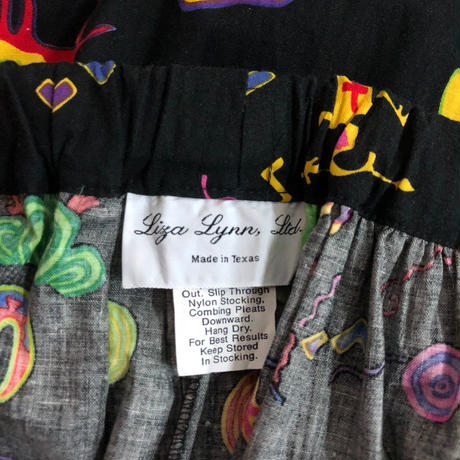 Liza Lynn, Ltd.
Made in Texas
Out. Slip Through
Nylon Stocking,
Combing Pleats
Downward.
Hang Dry.
For Best Results
Keep Stored
In Stocking.